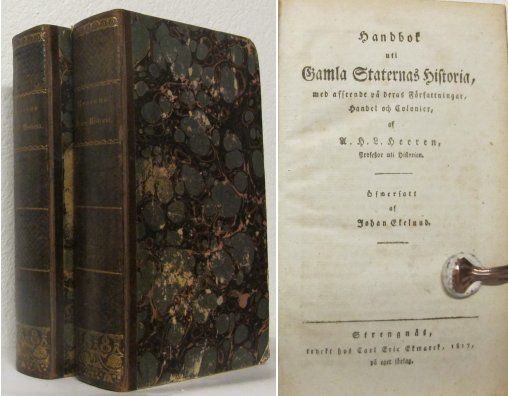 Handbok
uti
Gamla Staternas Historia,
med afseende på deras Författningar,
Handel och Colonier,
af
A. H. L. Heeren,
Professor uti Historien.
Öfwersatt
af
Johan Ekelund.
Strengnäs,
tryckt hos Carl Eric Ekmarck, 1817,
på eget förlag.